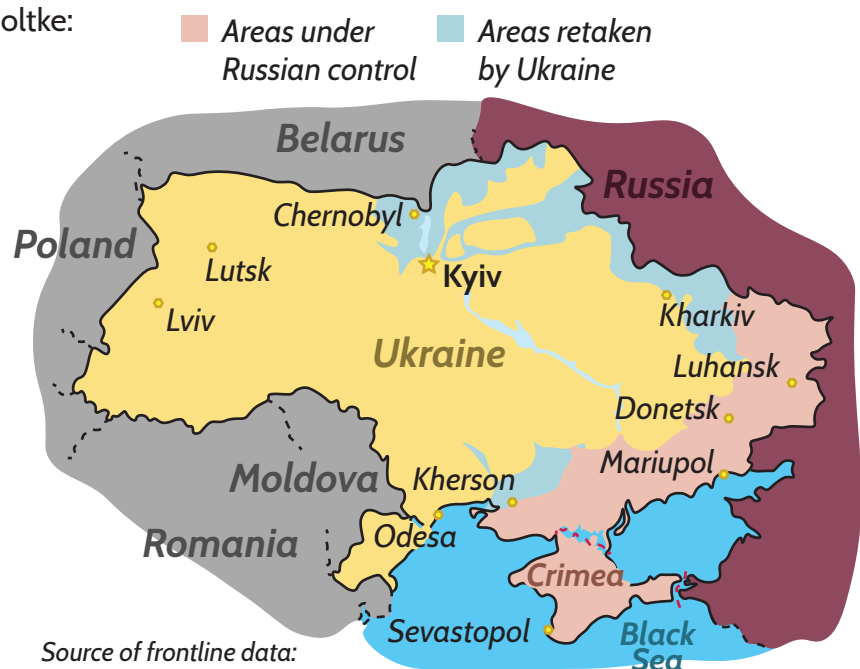 oltke:
Areas under
Russian control
Areas retaken
by Ukraine
Belarus
Russia
Chernobyl
Poland
Lutsk
Kyiv
Lviv
Kharkiv
Ukraine
Luhansk
Donetsk
Mariupol
Kherson
Moldova
Odesa
Romania
Crimea
Sevastopol
Black
Sea
Source of frontline data: